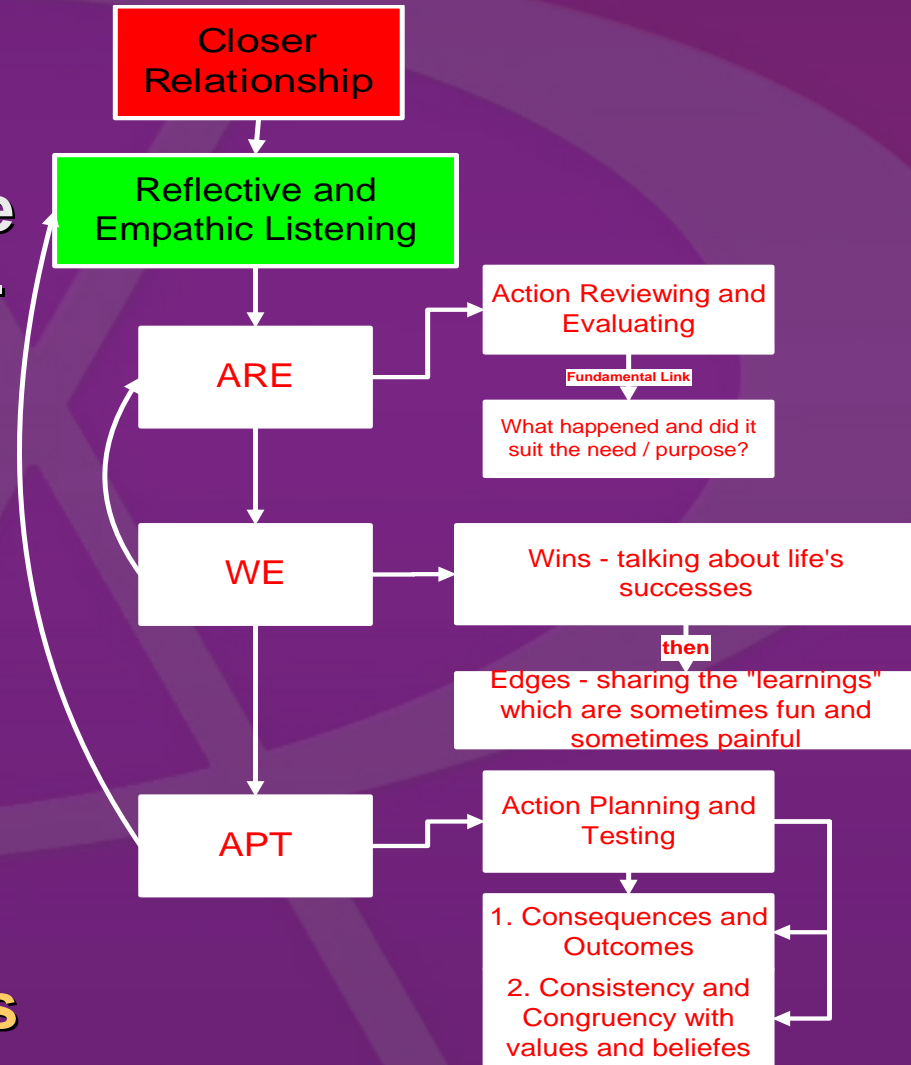 Closer
Relationship
Reflective and
Empathic Listening
Action Reviewing and
Evaluating
ARE
Fundamental Link
What happened and did it
suit the need / purpose?
WE
Wins - talking about life's
successes
then
Edges - sharing the "learnings"
which are sometimes fun and
sometimes painful
APT
Action Planning and
Testing
1. Consequences and
Outcomes
2. Consistency and
Congruency with
values and beliefes